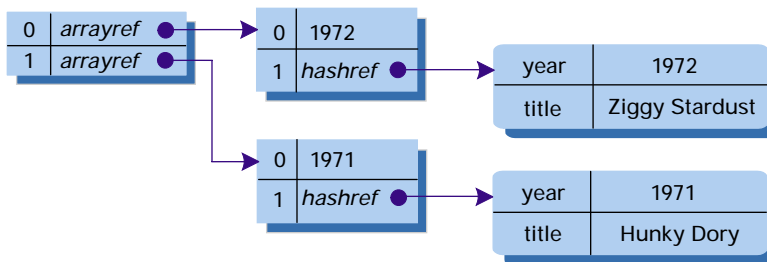 0 arrayref
1 arrayref
0 1972
1 hashref
year 1972
title Ziggy Stardust
0 1971
1 hashref
year 1971
title Hunky Dory